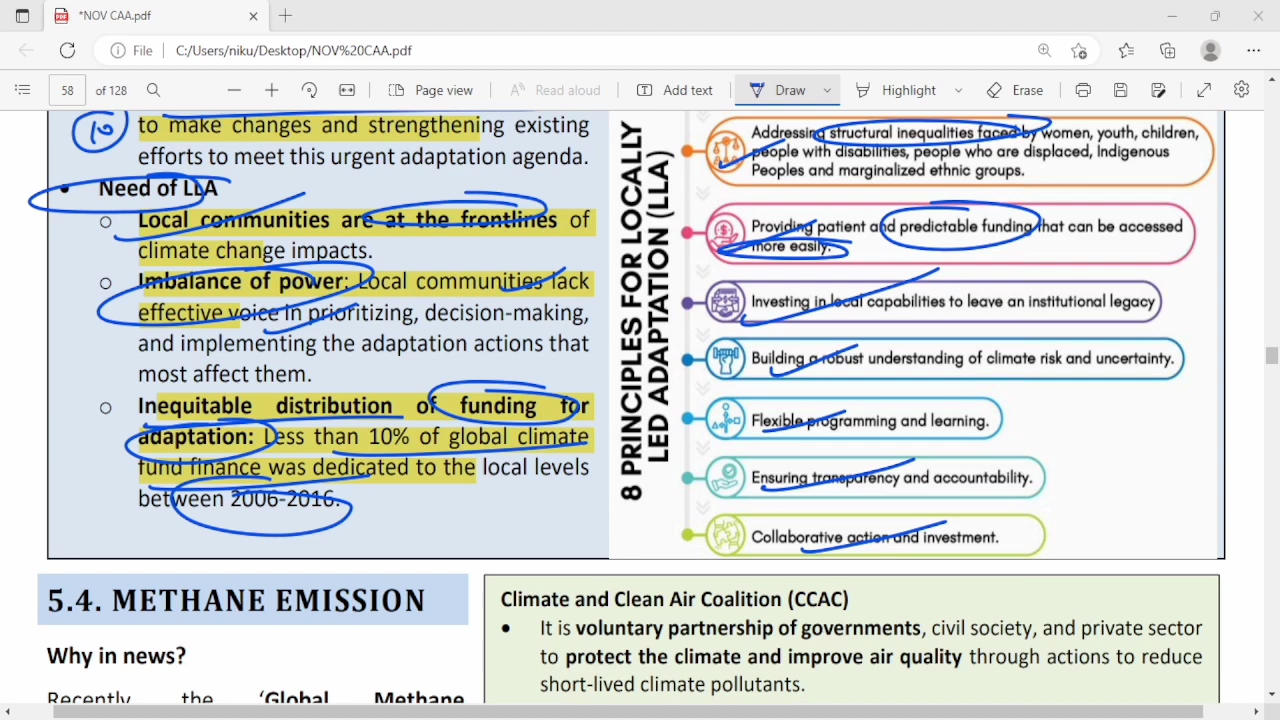 *NOV CAA.pdf
File
C:/Users/niku/Desktop/NOV%20CAA.pdf
58
of 128
Page view
Read aloud
Add text
Draw
Highlight
Erase
10
to make changes and strengthening existing
efforts to meet this urgent adaptation agenda.
• Need of LLA
o Local communities are at the frontlines of
climate change impacts.
o Imbalance of power: Local communities lack
effective voice in prioritizing, decision-making,
and implementing the adaptation actions that
most affect them.
o Inequitable distribution of funding for
adaptation: Less than 10% of global climate
fund finance was dedicated to the local levels
between 2006-2016.
8 PRINCIPLES FOR LOCALLY
LED ADAPTATION (LLA)
Addressing structural inequalities faced by women, youth, children,
people with disabilities, people who are displaced, Indigenous
Peoples and marginalized ethnic groups.
Providing patient and predictable funding that can be accessed
more easily.
Investing in local capabilities to leave an institutional legacy
Building a robust understanding of climate risk and uncertainty.
Flexible programming and learning.
Ensuring transparency and accountability.
Collaborative action and investment.
5.4. METHANE EMISSION
Why in news?
Recently the ‘Global Methane
Climate and Clean Air Coalition (CCAC)
• It is voluntary partnership of governments, civil society, and private sector
to protect the climate and improve air quality through actions to reduce
short-lived climate pollutants.